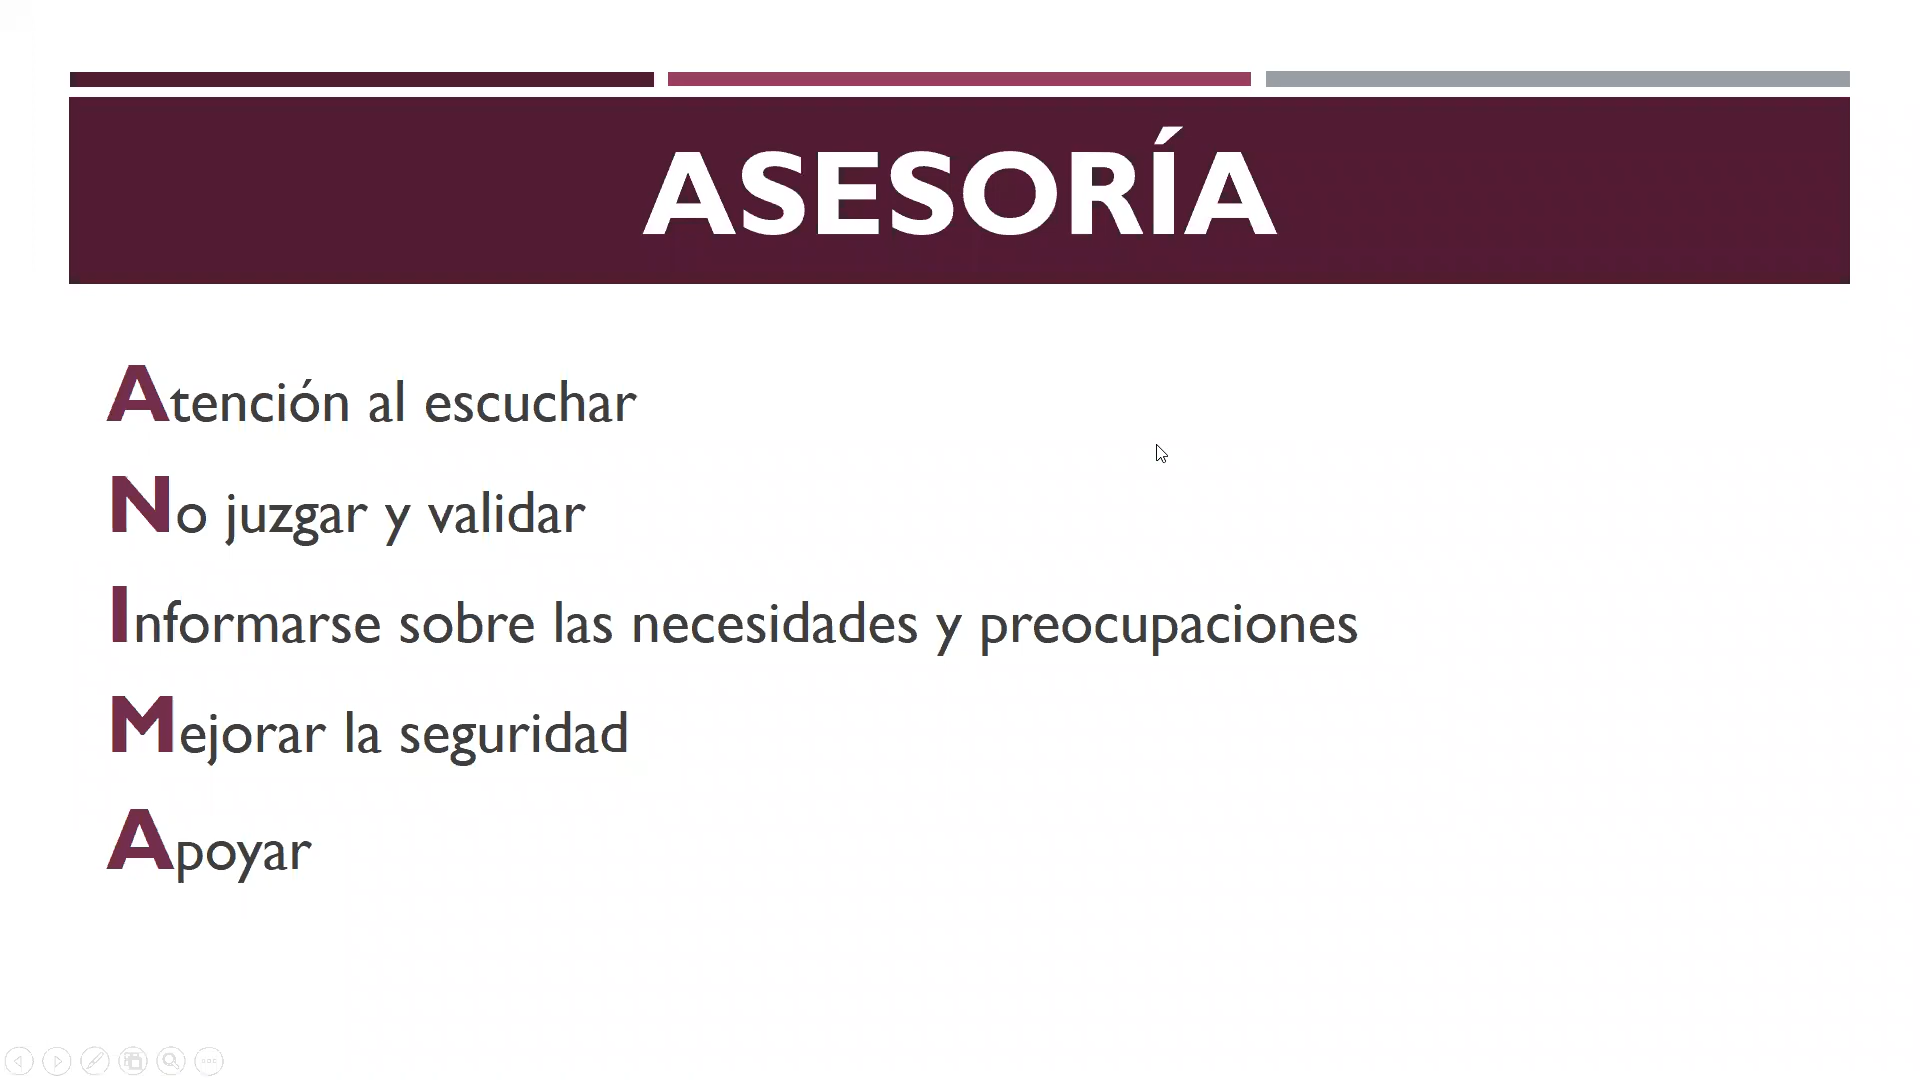 ASESORÍA
Atención al escuchar
No juzgar y validar
Informarse sobre las necesidades y preocupaciones
Mejorar la seguridad
Apoyar